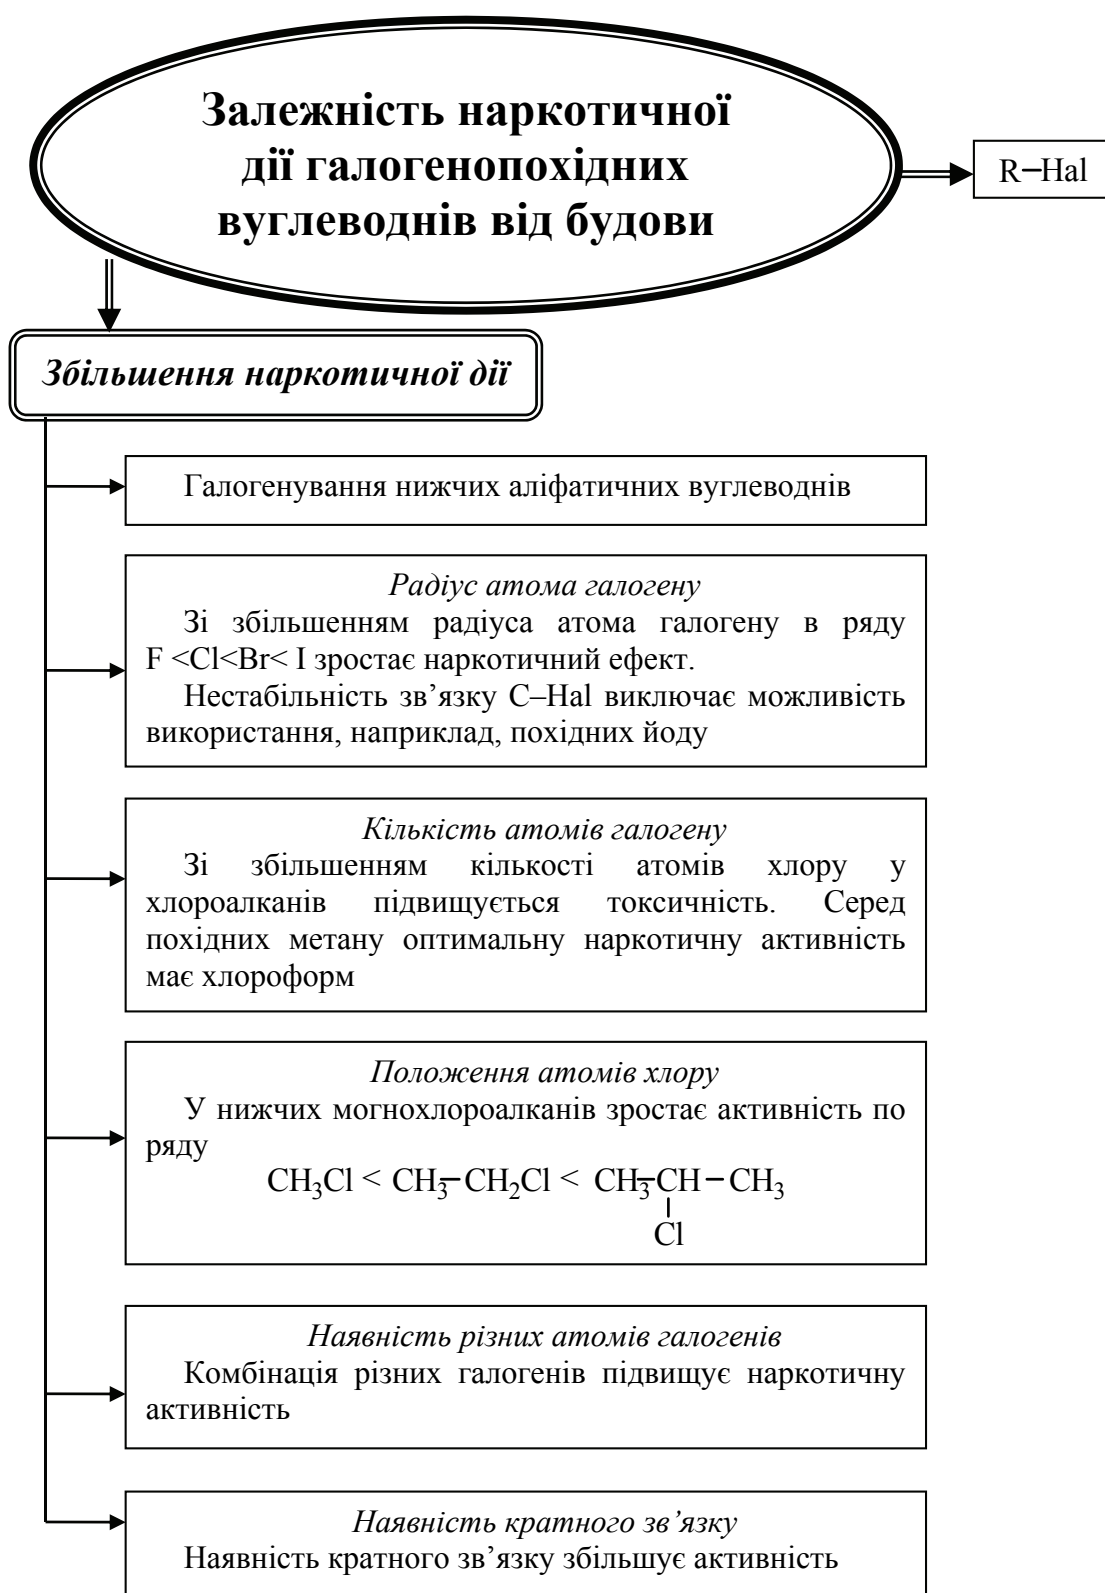 Залежність наркотичної
дії галогенопохідних
вуглеводнів від будови
R–Hal
Збільшення наркотичної дії
Галогенування нижчих аліфатичних вуглеводнів
Радіус атома галогену
Зі збільшенням радіуса атома галогену в ряду
F <Cl<Br< I зростає наркотичний ефект.
Нестабільність зв’язку C–Hal виключає можливість
використання, наприклад, похідних йоду
Кількість атомів галогену
Зі збільшенням кількості атомів хлору у
хлороалканів підвищується токсичність. Серед
похідних метану оптимальну наркотичну активність
має хлороформ
Положення атомів хлору
У нижчих могнохлороалканів зростає активність по
ряду
CH₃Cl < CH₃–CH₂Cl < CH₃–CH–CH₃
Cl
Наявність різних атомів галогенів
Комбінація різних галогенів підвищує наркотичну
активність
Наявність кратного зв’язку
Наявність кратного зв’язку збільшує активність